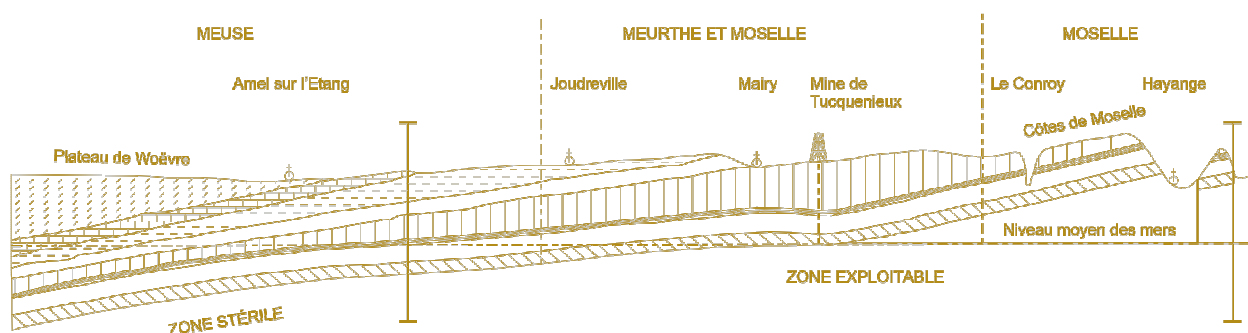 MEUSE
MEURTHE ET MOSELLE
MOSELLE
Amel sur l'Etang
Joudreville
Mairy
Mine de
Tucquenieux
Le Conroy
Hayange
Côtes de Moselle
Plateau de Woëvre
Niveau moyen des mers
ZONE EXPLOITABLE
ZONE STÉRILE